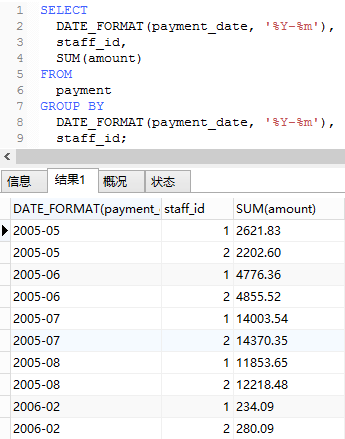 1 SELECT
2 DATE_FORMAT(payment_date, '%Y-%m'),
3 staff_id,
4 SUM(amount)
5 FROM
6 payment
7 GROUP BY
8 DATE_FORMAT(payment_date, '%Y-%m'),
9 staff_id;
信息 结果1 概况 状态
DATE_FORMAT(payment_ staff_id SUM(amount)
2005-05 1 2621.83
2005-05 2 2202.60
2005-06 1 4776.36
2005-06 2 4855.52
2005-07 1 14003.54
2005-07 2 14370.35
2005-08 1 11853.65
2005-08 2 12218.48
2006-02 1 234.09
2006-02 2 280.09